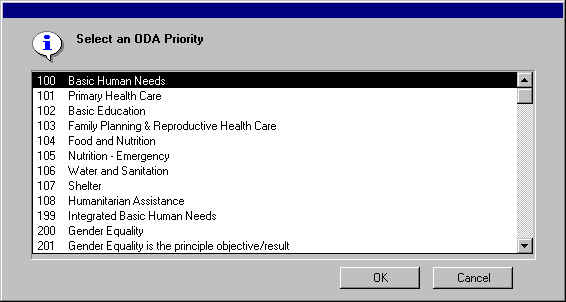 Select an ODA Priority
100 Basic Human Needs
101 Primary Health Care
102 Basic Education
103 Family Planning & Reproductive Health Care
104 Food and Nutrition
105 Nutrition - Emergency
106 Water and Sanitation
107 Shelter
108 Humanitarian Assistance
199 Integrated Basic Human Needs
200 Gender Equality
201 Gender Equality is the principle objective/result
OK Cancel